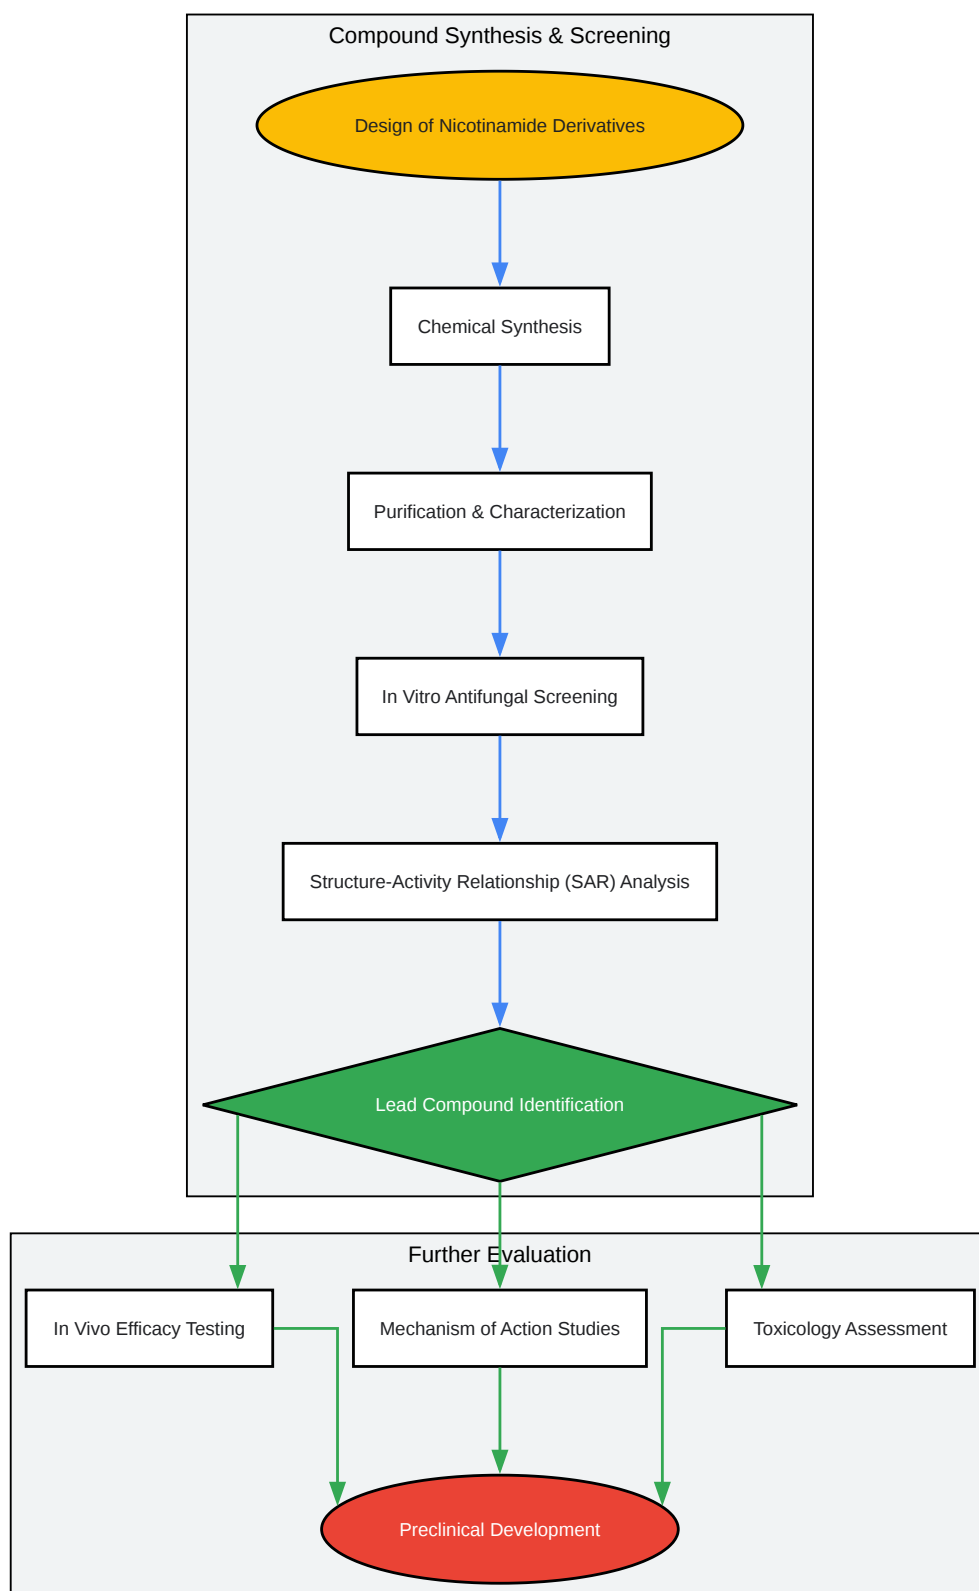 Compound Synthesis & Screening
Design of Nicotinamide Derivatives
Chemical Synthesis
Purification & Characterization
In Vitro Antifungal Screening
Structure-Activity Relationship (SAR) Analysis
Lead Compound Identification
Further Evaluation
In Vivo Efficacy Testing
Mechanism of Action Studies
Toxicology Assessment
Preclinical Development